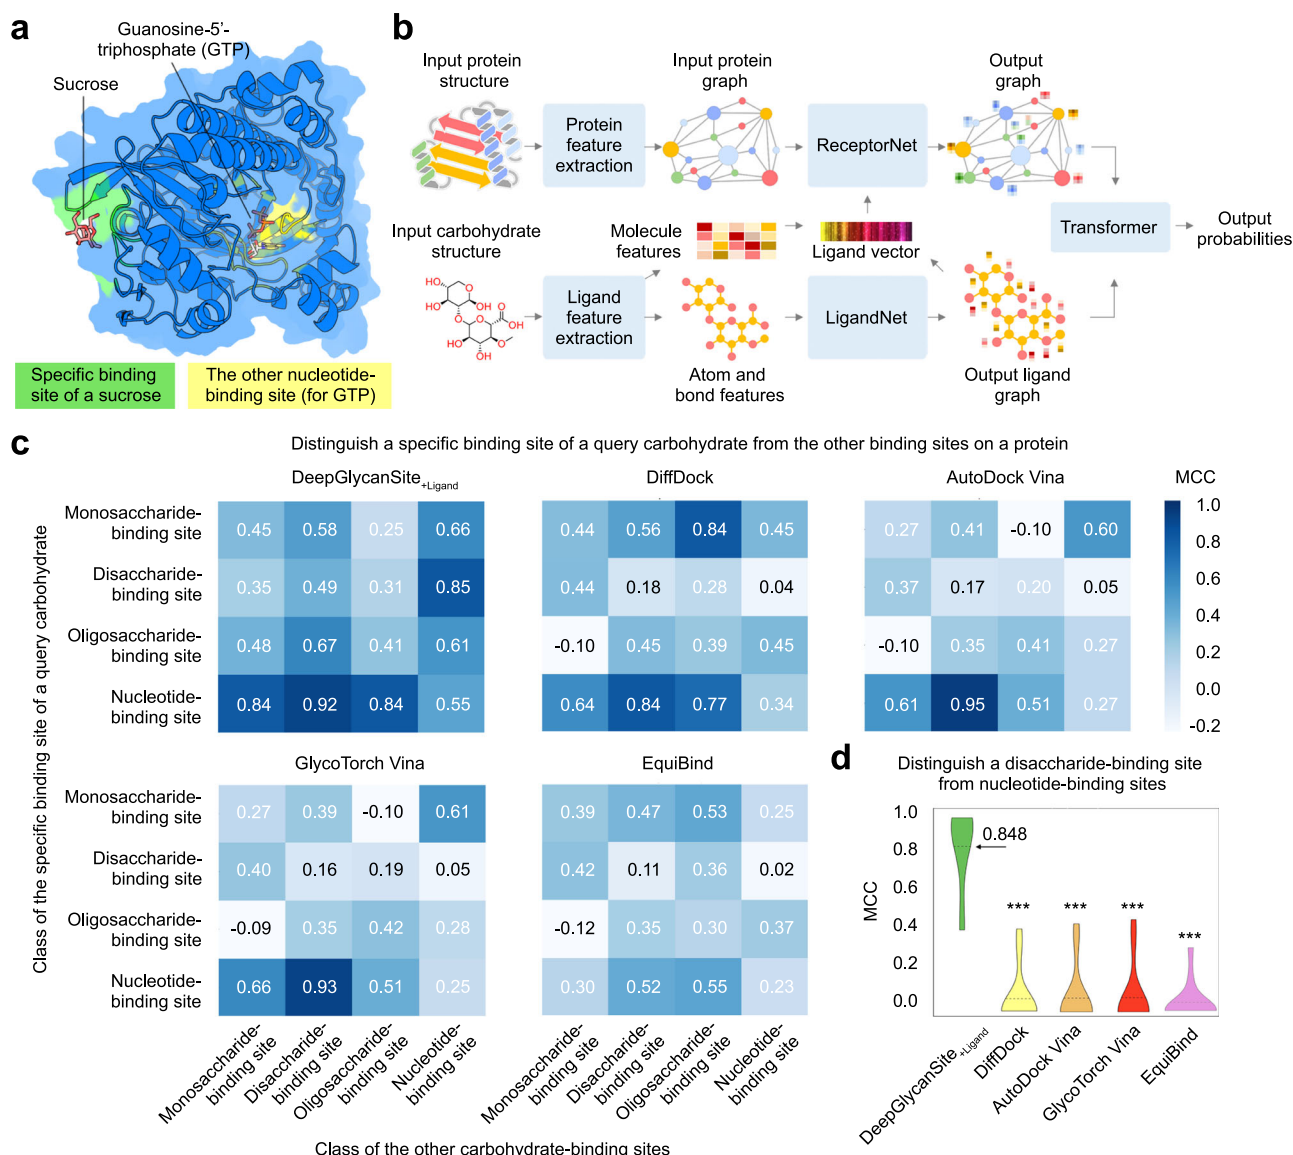 a
Guanosine-5'-
triphosphate (GTP)
Sucrose
Specific binding
site of a sucrose
The other nucleotide-
binding site (for GTP)
b
Input protein
structure
Protein
feature
extraction
Input protein
graph
ReceptorNet
Output
graph
Input carbohydrate
structure
Molecule
features
Ligand vector
Transformer
Output
probabilities
O
OH
HO
O
OH
HO
O
O
OH
HO
O
OH
Ligand
feature
extraction
Atom and
bond features
LigandNet
Output ligand
graph
c
Distinguish a specific binding site of a query carbohydrate from the other binding sites on a protein
Class of the specific binding site of a query carbohydrate
DeepGlycanSite+Ligand
DiffDock
AutoDock Vina
MCC
Monosaccharide-
binding site
0.45 0.58 0.25 0.66
0.44 0.56 0.84 0.45
0.27 0.41 -0.10 0.60
Disaccharide-
binding site
0.35 0.49 0.31 0.85
0.44 0.18 0.28 0.04
0.37 0.17 0.20 0.05
Oligosaccharide-
binding site
0.48 0.67 0.41 0.61
-0.10 0.45 0.39 0.45
-0.10 0.35 0.41 0.27
Nucleotide-
binding site
0.84 0.92 0.84 0.55
0.64 0.84 0.77 0.34
0.61 0.95 0.51 0.27
1.0
0.8
0.6
0.4
0.2
0.0
-0.2
GlycoTorch Vina
EquiBind
Monosaccharide-
binding site
0.27 0.39 -0.10 0.61
0.39 0.47 0.53 0.25
Disaccharide-
binding site
0.40 0.16 0.19 0.05
0.42 0.11 0.36 0.02
Oligosaccharide-
binding site
-0.09 0.35 0.42 0.28
-0.12 0.35 0.30 0.37
Nucleotide-
binding site
0.66 0.93 0.51 0.25
0.30 0.52 0.55 0.23
Monosaccharide-
binding site
Disaccharide-
binding site
Oligosaccharide-
binding site
Nucleotide-
binding site
Monosaccharide-
binding site
Disaccharide-
binding site
Oligosaccharide-
binding site
Nucleotide-
binding site
Class of the other carbohydrate-binding sites
d
Distinguish a disaccharide-binding site
from nucleotide-binding sites
MCC
1.0
0.8
0.6
0.4
0.2
0.0
0.848
***
***
***
***
DeepGlycanSite+Ligand
DiffDock
AutoDock Vina
GlycoTorch Vina
EquiBind